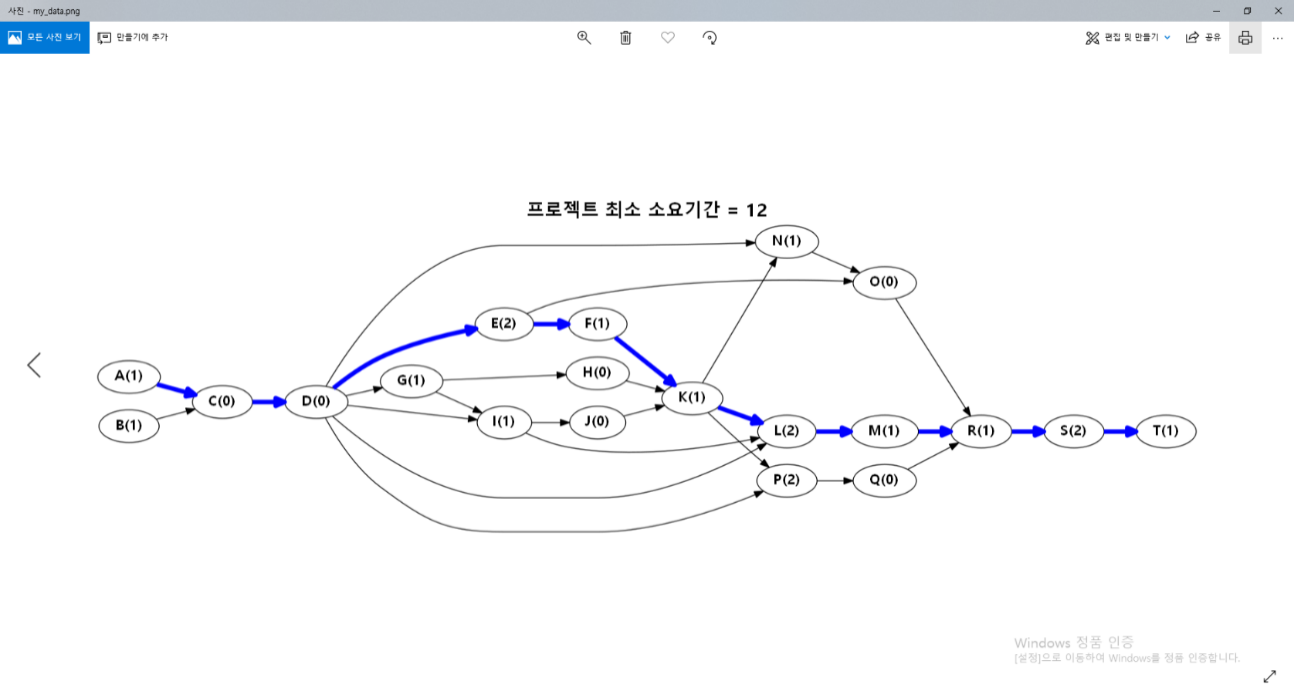 사진 - my_data.png
모든 사진 보기
만들기에 추가
편집 및 만들기
공유
프로젝트 최소 소요기간 = 12
N(1)
O(0)
E(2)
F(1)
A(1)
G(1)
H(0)
C(0)
D(0)
K(1)
B(1)
I(1)
J(0)
L(2)
M(1)
R(1)
S(2)
T(1)
P(2)
Q(0)
Windows 정품 인증
[설정]으로 이동하여 Windows를 정품 인증합니다.